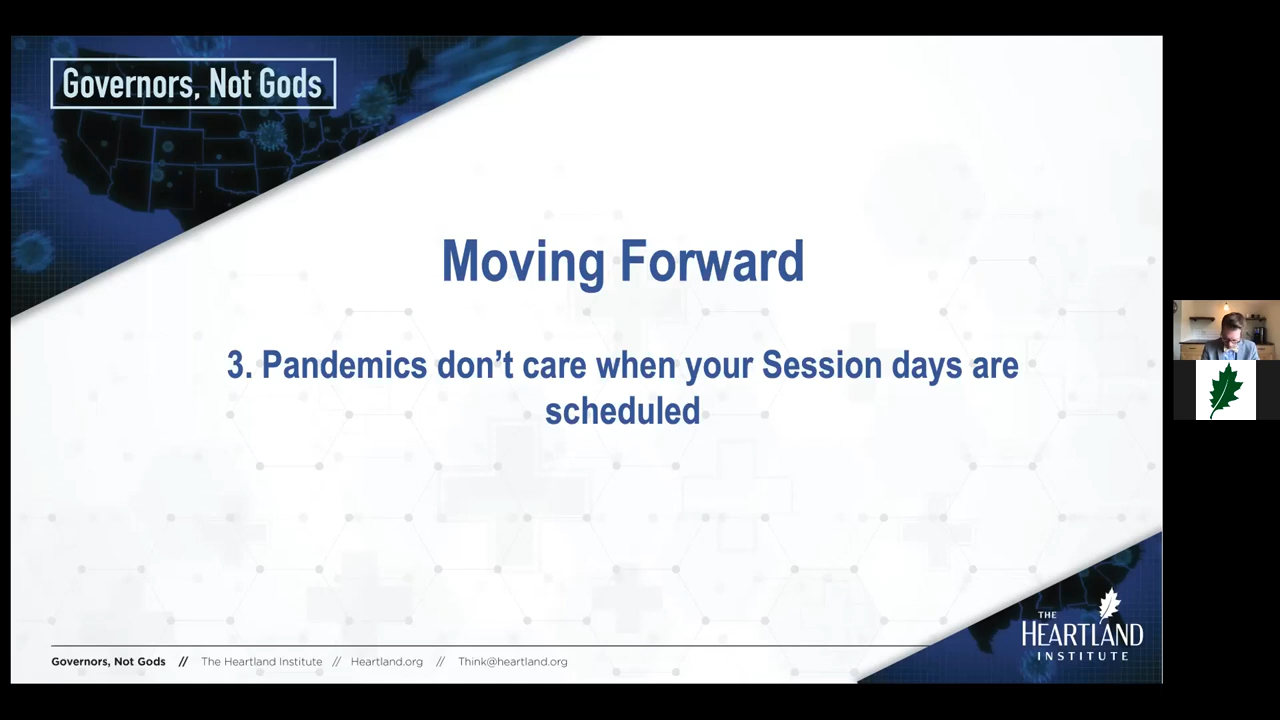 Governors, Not Gods
Moving Forward
3. Pandemics don’t care when your Session days are
scheduled
THE
HEARTLAND
INSTITUTE
Governors, Not Gods // The Heartland Institute // Heartland.org // Think@heartland.org